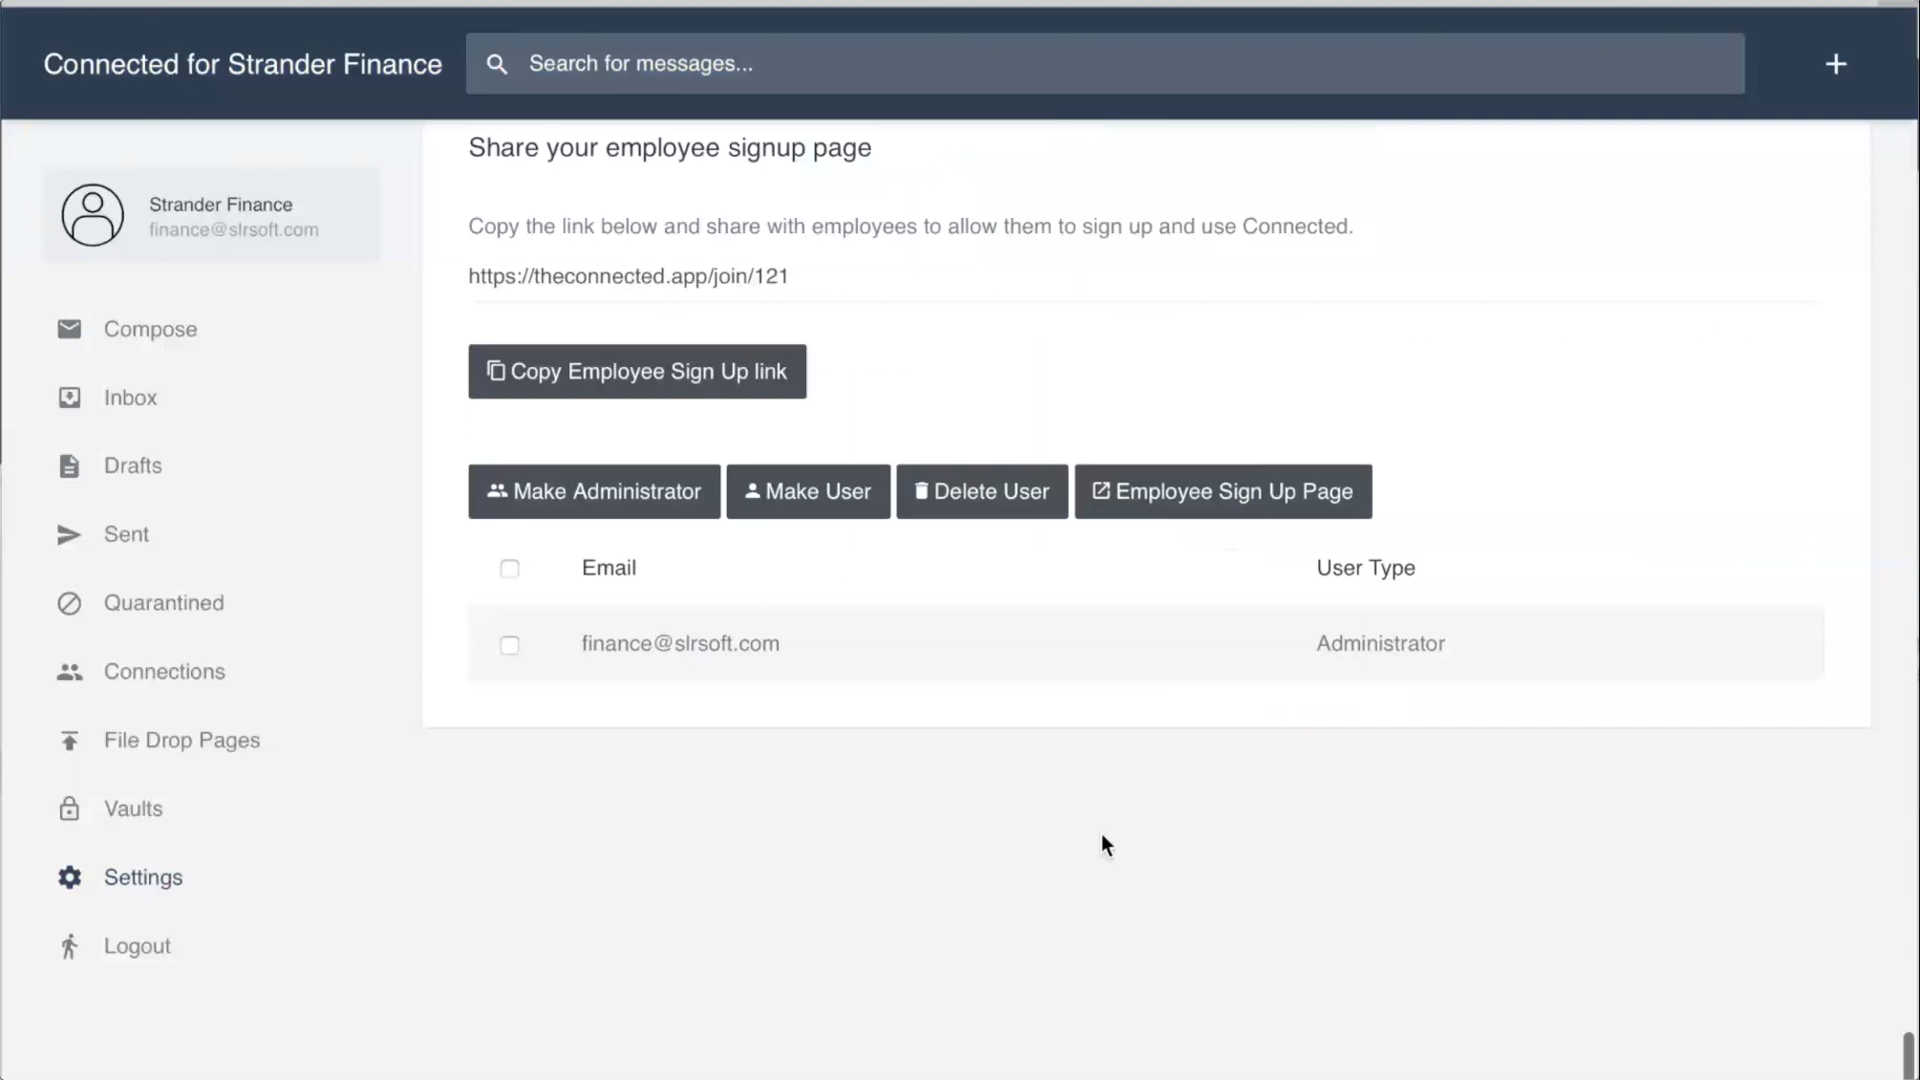 Connected for Strander Finance
Search for messages...
+
Strander Finance
finance@slrsoft.com
Compose
Inbox
Drafts
Sent
Quarantined
Connections
File Drop Pages
Vaults
Settings
Logout
Share your employee signup page
Copy the link below and share with employees to allow them to sign up and use Connected.
https://theconnected.app/join/121
Copy Employee Sign Up link
Make Administrator Make User Delete User Employee Sign Up Page
Email User Type
finance@slrsoft.com Administrator